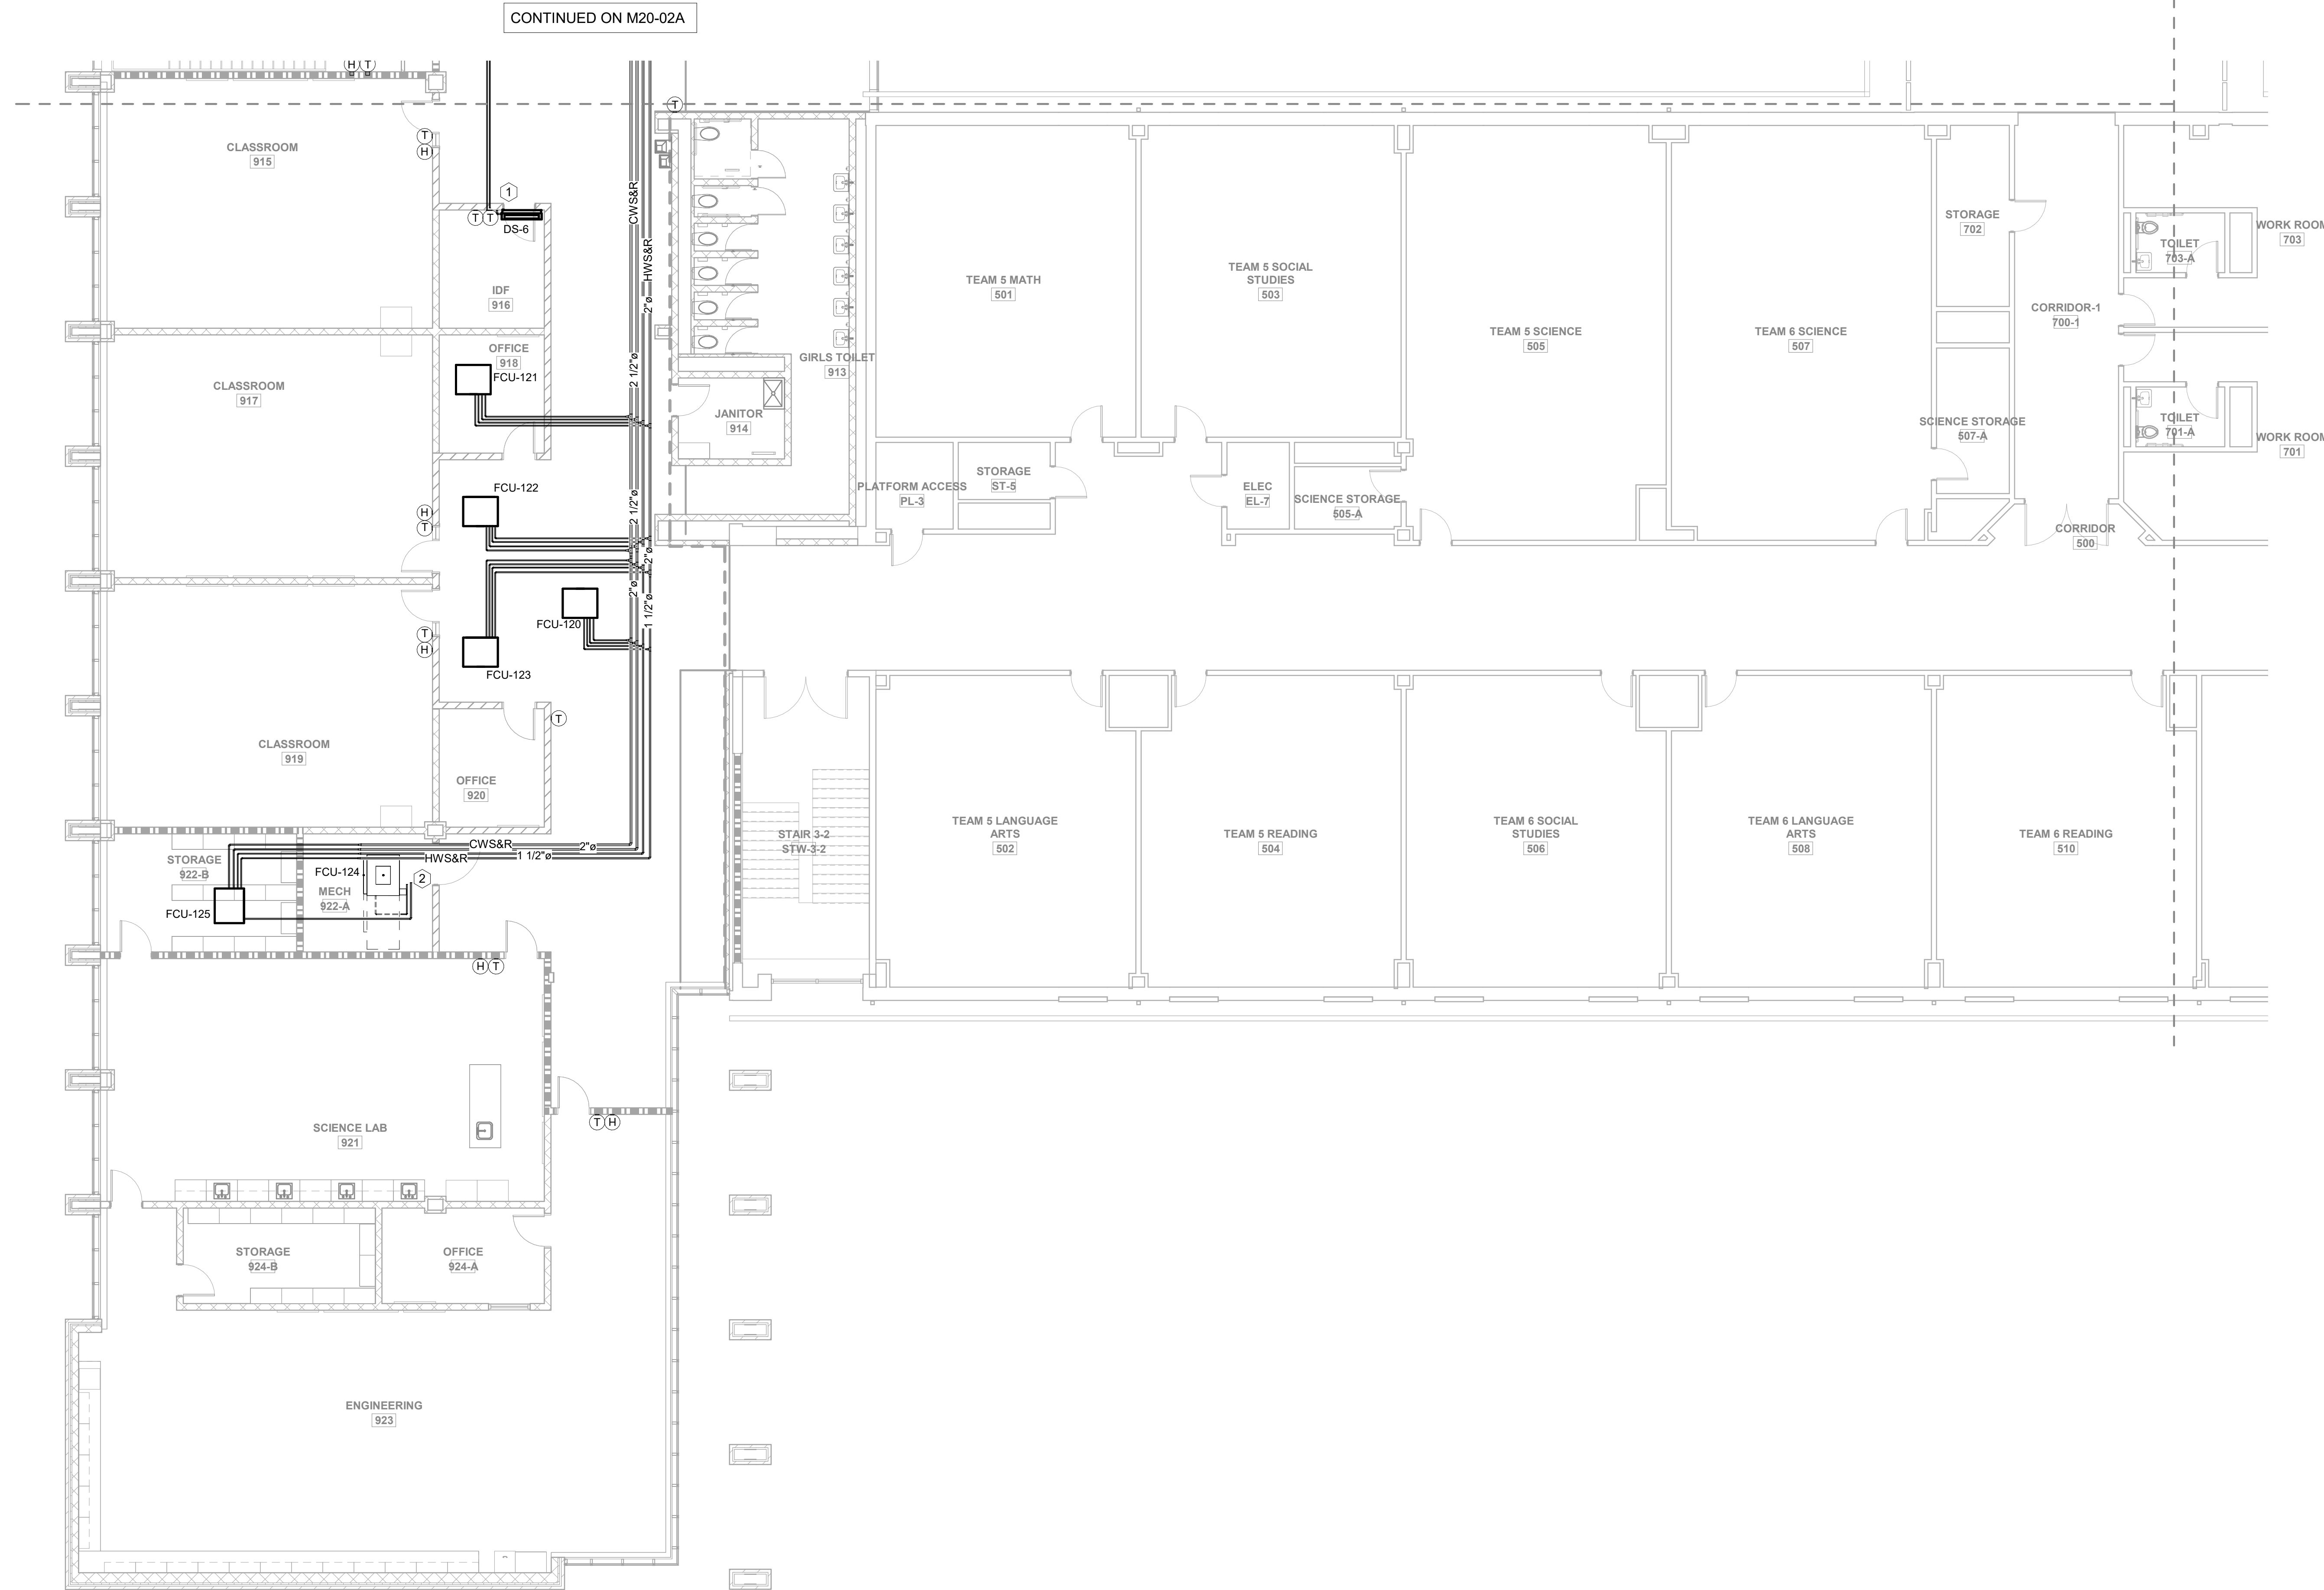 CONTINUED ON M20-02A
H T
T
CLASSROOM
915
T
H
1
T T
DS-6
IDF
916
CWS&R
HWS&R
2"ø
2 1/2"ø
OFFICE
918
FCU-121
CLASSROOM
917
FCU-122
H
T
2 1/2"ø
2"ø
2"ø
1 1/2"ø
FCU-120
T
H
FCU-123
T
CLASSROOM
919
OFFICE
920
CWS&R
2"ø
HWS&R
1 1/2"ø
STORAGE
922-B
FCU-124
2
MECH
922-A
FCU-125
H T
T H
SCIENCE LAB
921
STORAGE
924-B
OFFICE
924-A
ENGINEERING
923
GIRLS TOILET
913
JANITOR
914
TEAM 5 MATH
501
TEAM 5 SOCIAL
STUDIES
503
TEAM 5 SCIENCE
505
TEAM 6 SCIENCE
507
STORAGE
702
CORRIDOR-1
700-1
TOILET
703-A
WORK ROOM
703
SCIENCE STORAGE
507-A
TOILET
701-A
WORK ROOM
701
PLATFORM ACCESS
PL-3
STORAGE
ST-5
ELEC
EL-7
SCIENCE STORAGE
505-A
CORRIDOR
500
STAIR 3-2
STW-3-2
TEAM 5 LANGUAGE
ARTS
502
TEAM 5 READING
504
TEAM 6 SOCIAL
STUDIES
506
TEAM 6 LANGUAGE
ARTS
508
TEAM 6 READING
510